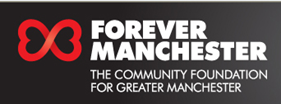 FOREVER
MANCHESTER
THE COMMUNITY FOUNDATION
FOR GREATER MANCHESTER